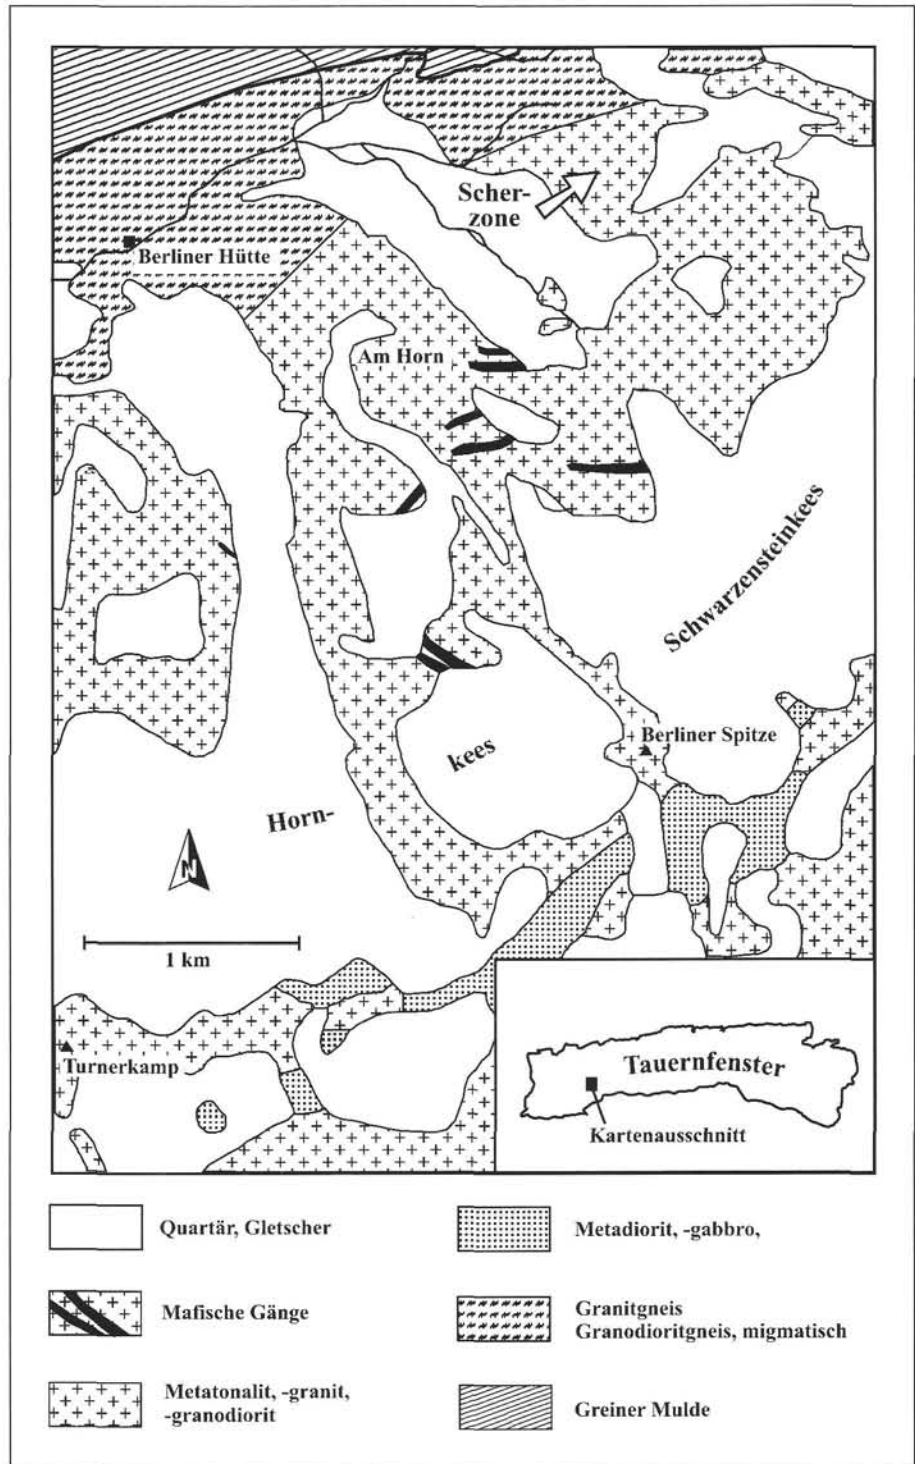 Scher-
zone
Berliner Hütte
Am Horn
Schwarzensteinkees
Berliner Spitze
kees
Horn-
N
1 km
Turnerkamp
Tauernfenster
Kartenausschnitt
Quartär, Gletscher
Metadiorit, -gabbro,
Mafische Gänge
Granitgneis
Granodioritgneis, migmatisch
Metatonalit, -granit,
-granodiorit
Greiner Mulde